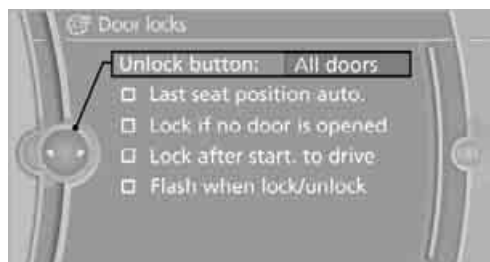 Door locks
Unlock button: All doors
Last seat position auto.
Lock if no door is opened
Lock after start. to drive
Flash when lock/unlock